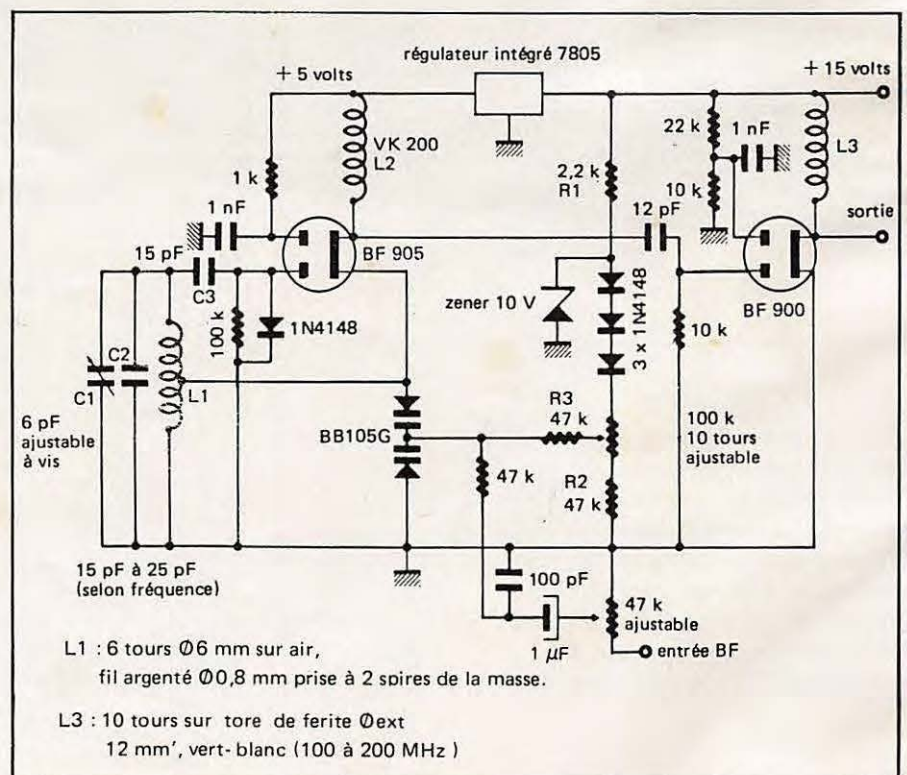 régulateur intégré 7805
+ 5 volts
+ 15 volts
VK 200
L2
22 k
1 nF
L3
1 k
2,2 k
R1
10 k
1 nF
12 pF
sortie
15 pF
BF 905
C3
zener 10 V
3 x 1N4148
BF 900
100 k
1N4148
10 k
C2
C1
L1
R3
47 k
100 k
10 tours
ajustable
6 pF
ajustable
à vis
BB105G
47 k
R2
47 k
15 pF à 25 pF
(selon fréquence)
100 pF
47 k
ajustable
1 µF
entrée BF
L1 : 6 tours Ø6 mm sur air,
fil argenté Ø0,8 mm prise à 2 spires de la masse.
L3 : 10 tours sur tore de ferite Øext
12 mm', vert-blanc (100 à 200 MHz )